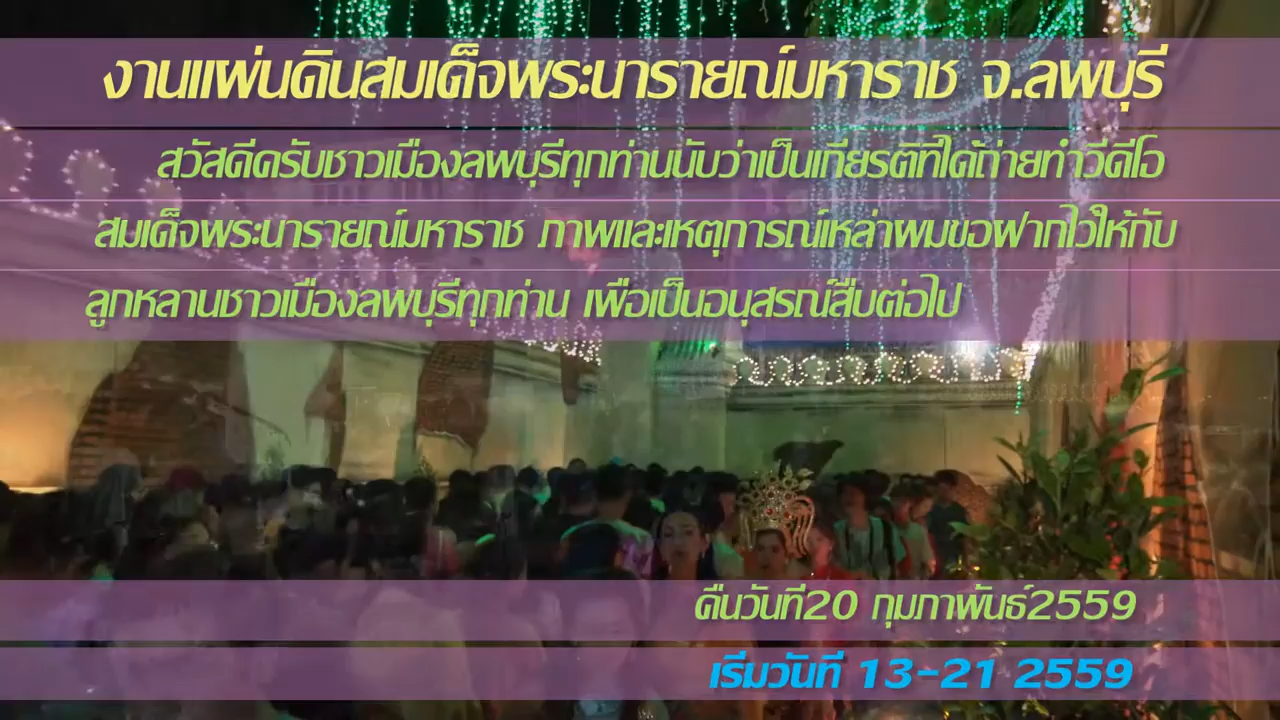 งานแผ่นดินสมเด็จพระนารายณ์มหาราช จ.ลพบุรี
สวัสดีครับชาวเมืองลพบุรีทุกท่านนับว่าเป็นเกียรติที่ได้ถ่ายทำวีดีโอ
สมเด็จพระนารายณ์มหาราช ภาพและเหตุการณ์เหล่าผมขอฝากไว้ให้กับ
ลูกหลานชาวเมืองลพบุรีทุกท่าน เพื่อเป็นอนุสรณ์สืบต่อไป
คืนวันที่20 กุมภาพันธ์2559
เริ่มวันที่ 13-21 2559